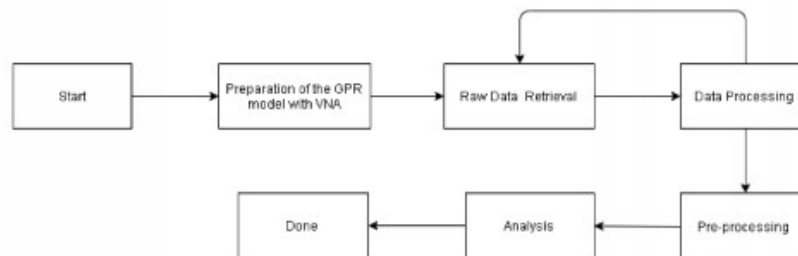 Start
Preparation of the GPR
model with VNA
Raw Data Retrieval
Data Processing
Done
Analysis
Pre-processing